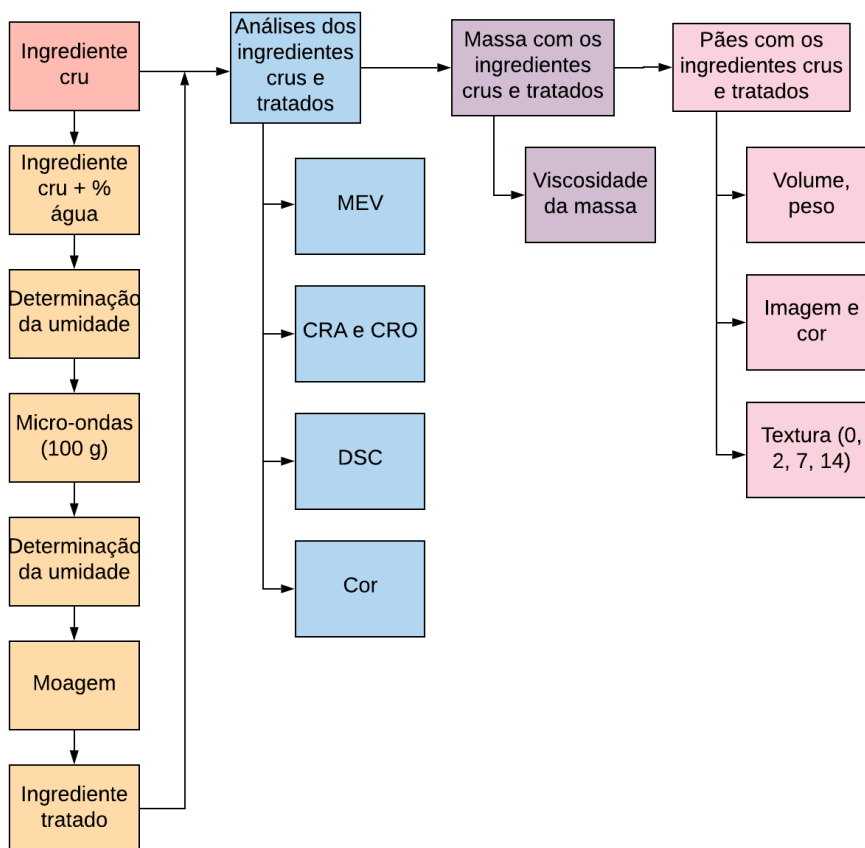 Ingrediente
cru
Ingrediente
cru + %
água
Determinação
da umidade
Micro-ondas
(100 g)
Determinação
da umidade
Moagem
Ingrediente
tratado
Análises dos
ingredientes
crus e
tratados
MEV
CRA e CRO
DSC
Cor
Massa com os
ingredientes
crus e tratados
Viscosidade
da massa
Pães com os
ingredientes crus
e tratados
Volume,
peso
Imagem e
cor
Textura (0,
2, 7, 14)